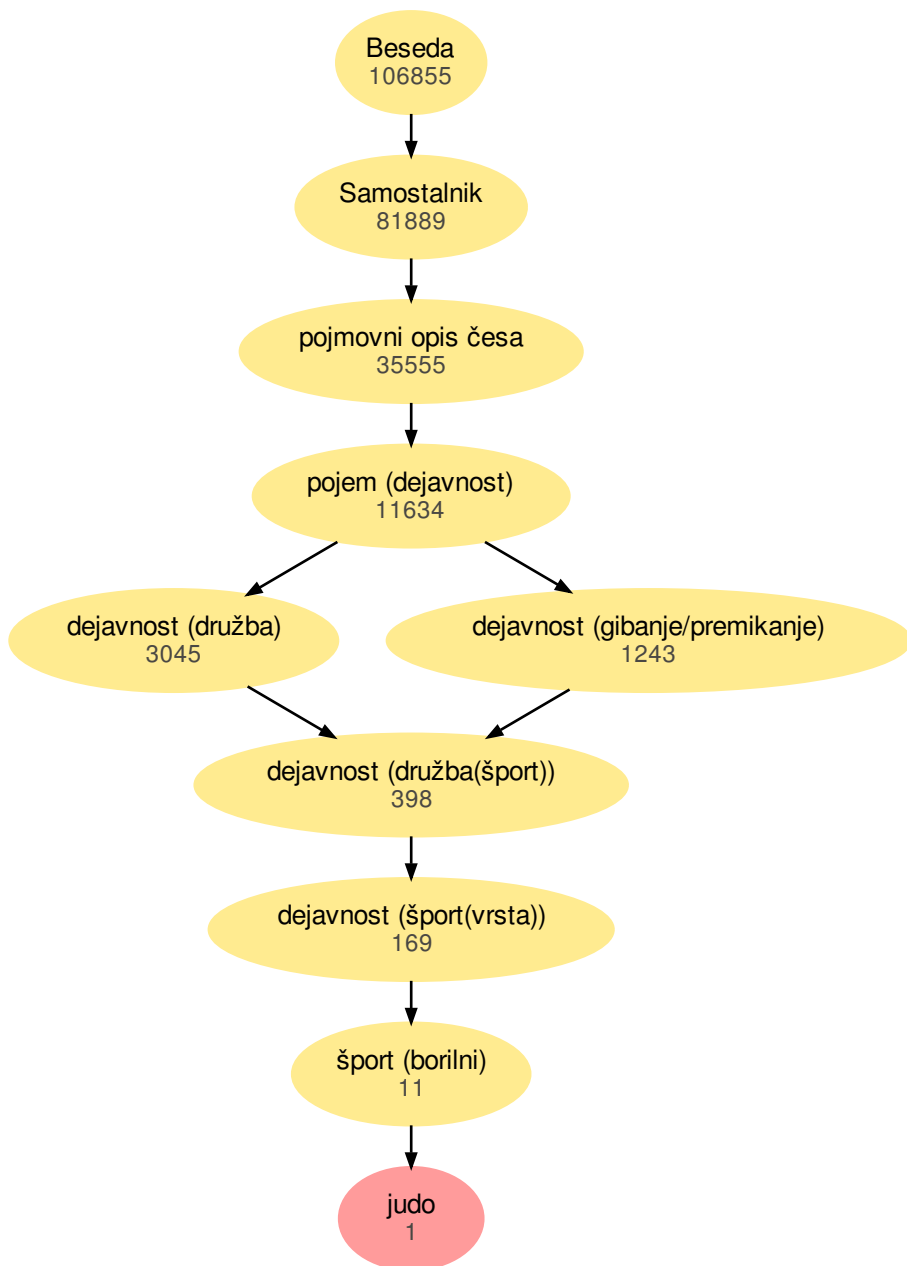 Beseda
106855
Samostalnik
81889
pojmovni opis česa
35555
pojem (dejavnost)
11634
dejavnost (družba)
3045
dejavnost (gibanje/premikanje)
1243
dejavnost (družba(šport))
398
dejavnost (šport(vrsta))
169
šport (borilni)
11
judo
1